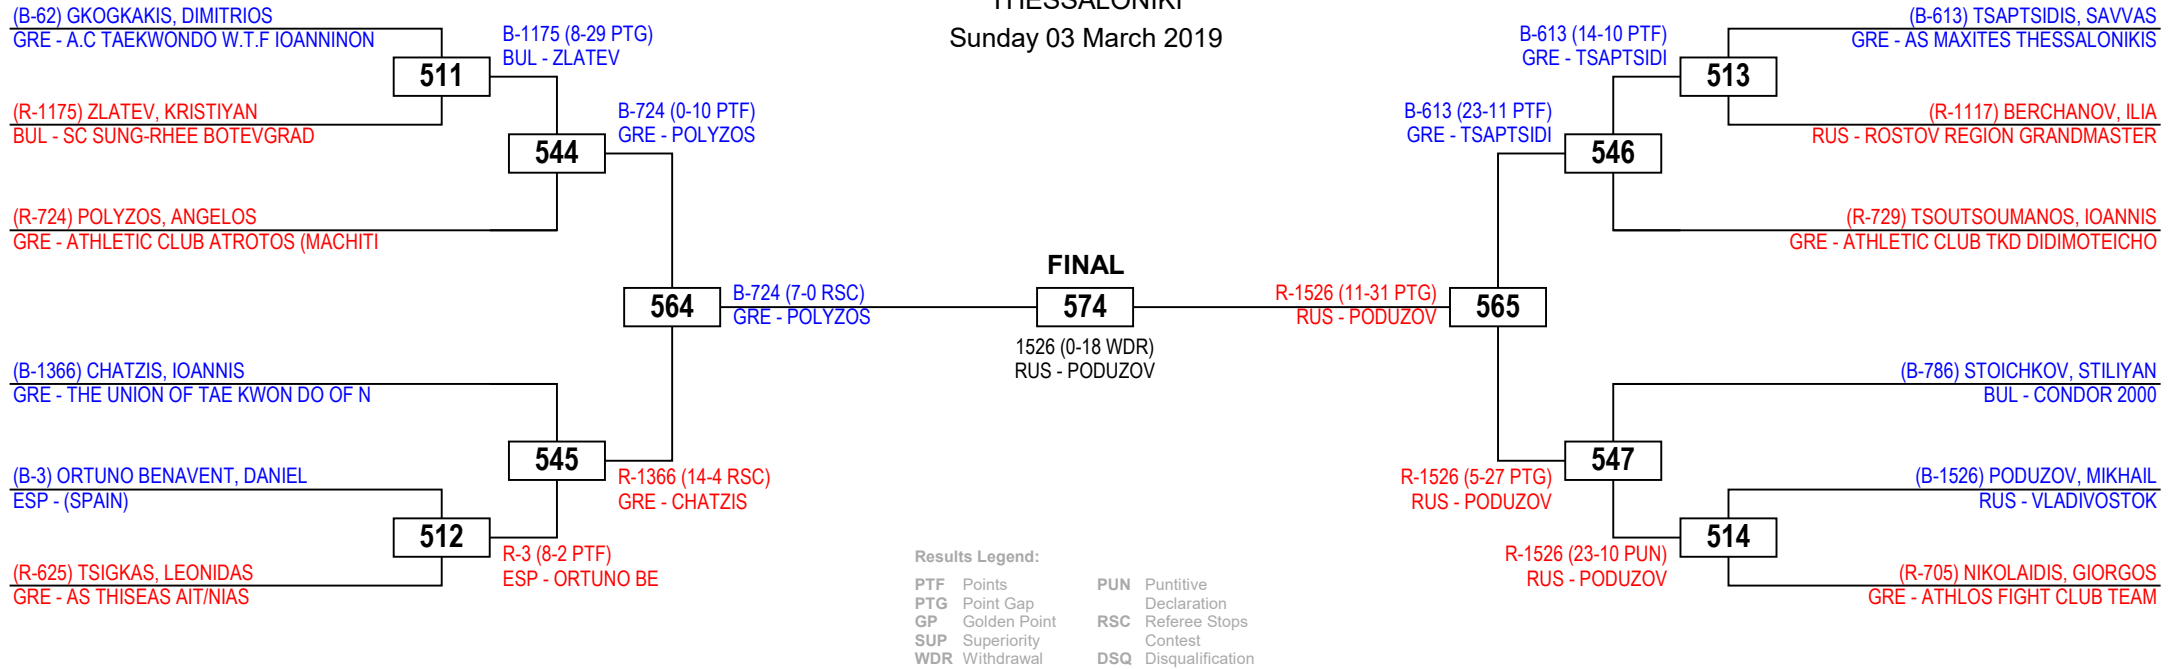 THESSALONIKI
Sunday 03 March 2019
(B-62) GKOGKAKIS, DIMITRIOS
GRE - A.C TAEKWONDO W.T.F IOANNINON
511
(R-1175) ZLATEV, KRISTIYAN
BUL - SC SUNG-RHEE BOTEVGRAD
B-1175 (8-29 PTG)
BUL - ZLATEV
544
(R-724) POLYZOS, ANGELOS
GRE - ATHLETIC CLUB ATROTOS (MACHITI
B-724 (0-10 PTF)
GRE - POLYZOS
564
B-724 (7-0 RSC)
GRE - POLYZOS
(B-1366) CHATZIS, IOANNIS
GRE - THE UNION OF TAE KWON DO OF N
545
R-1366 (14-4 RSC)
GRE - CHATZIS
(B-3) ORTUNO BENAVENT, DANIEL
ESP - (SPAIN)
512
R-3 (8-2 PTF)
ESP - ORTUNO BE
(R-625) TSIGKAS, LEONIDAS
GRE - AS THISEAS AIT/NIAS
FINAL
574
1526 (0-18 WDR)
RUS - PODUZOV
(B-613) TSAPTSIDIS, SAVVAS
GRE - AS MAXITES THESSALONIKIS
B-613 (14-10 PTF)
GRE - TSAPTSIDI
513
(R-1117) BERCHANOV, ILIA
RUS - ROSTOV REGION GRANDMASTER
B-613 (23-11 PTF)
GRE - TSAPTSIDI
546
(R-729) TSOUTSOUMANOS, IOANNIS
GRE - ATHLETIC CLUB TKD DIDIMOTEICHO
R-1526 (11-31 PTG)
RUS - PODUZOV
565
(B-786) STOICHKOV, STILIYAN
BUL - CONDOR 2000
R-1526 (5-27 PTG)
RUS - PODUZOV
547
(B-1526) PODUZOV, MIKHAIL
RUS - VLADIVOSTOK
514
R-1526 (23-10 PUN)
RUS - PODUZOV
(R-705) NIKOLAIDIS, GIORGOS
GRE - ATHLOS FIGHT CLUB TEAM
Results Legend:
PTF Points
PTG Point Gap
GP Golden Point
SUP Superiority
WDR Withdrawal
PUN Puntitive
Declaration
RSC Referee Stops
Contest
DSQ Disqualification